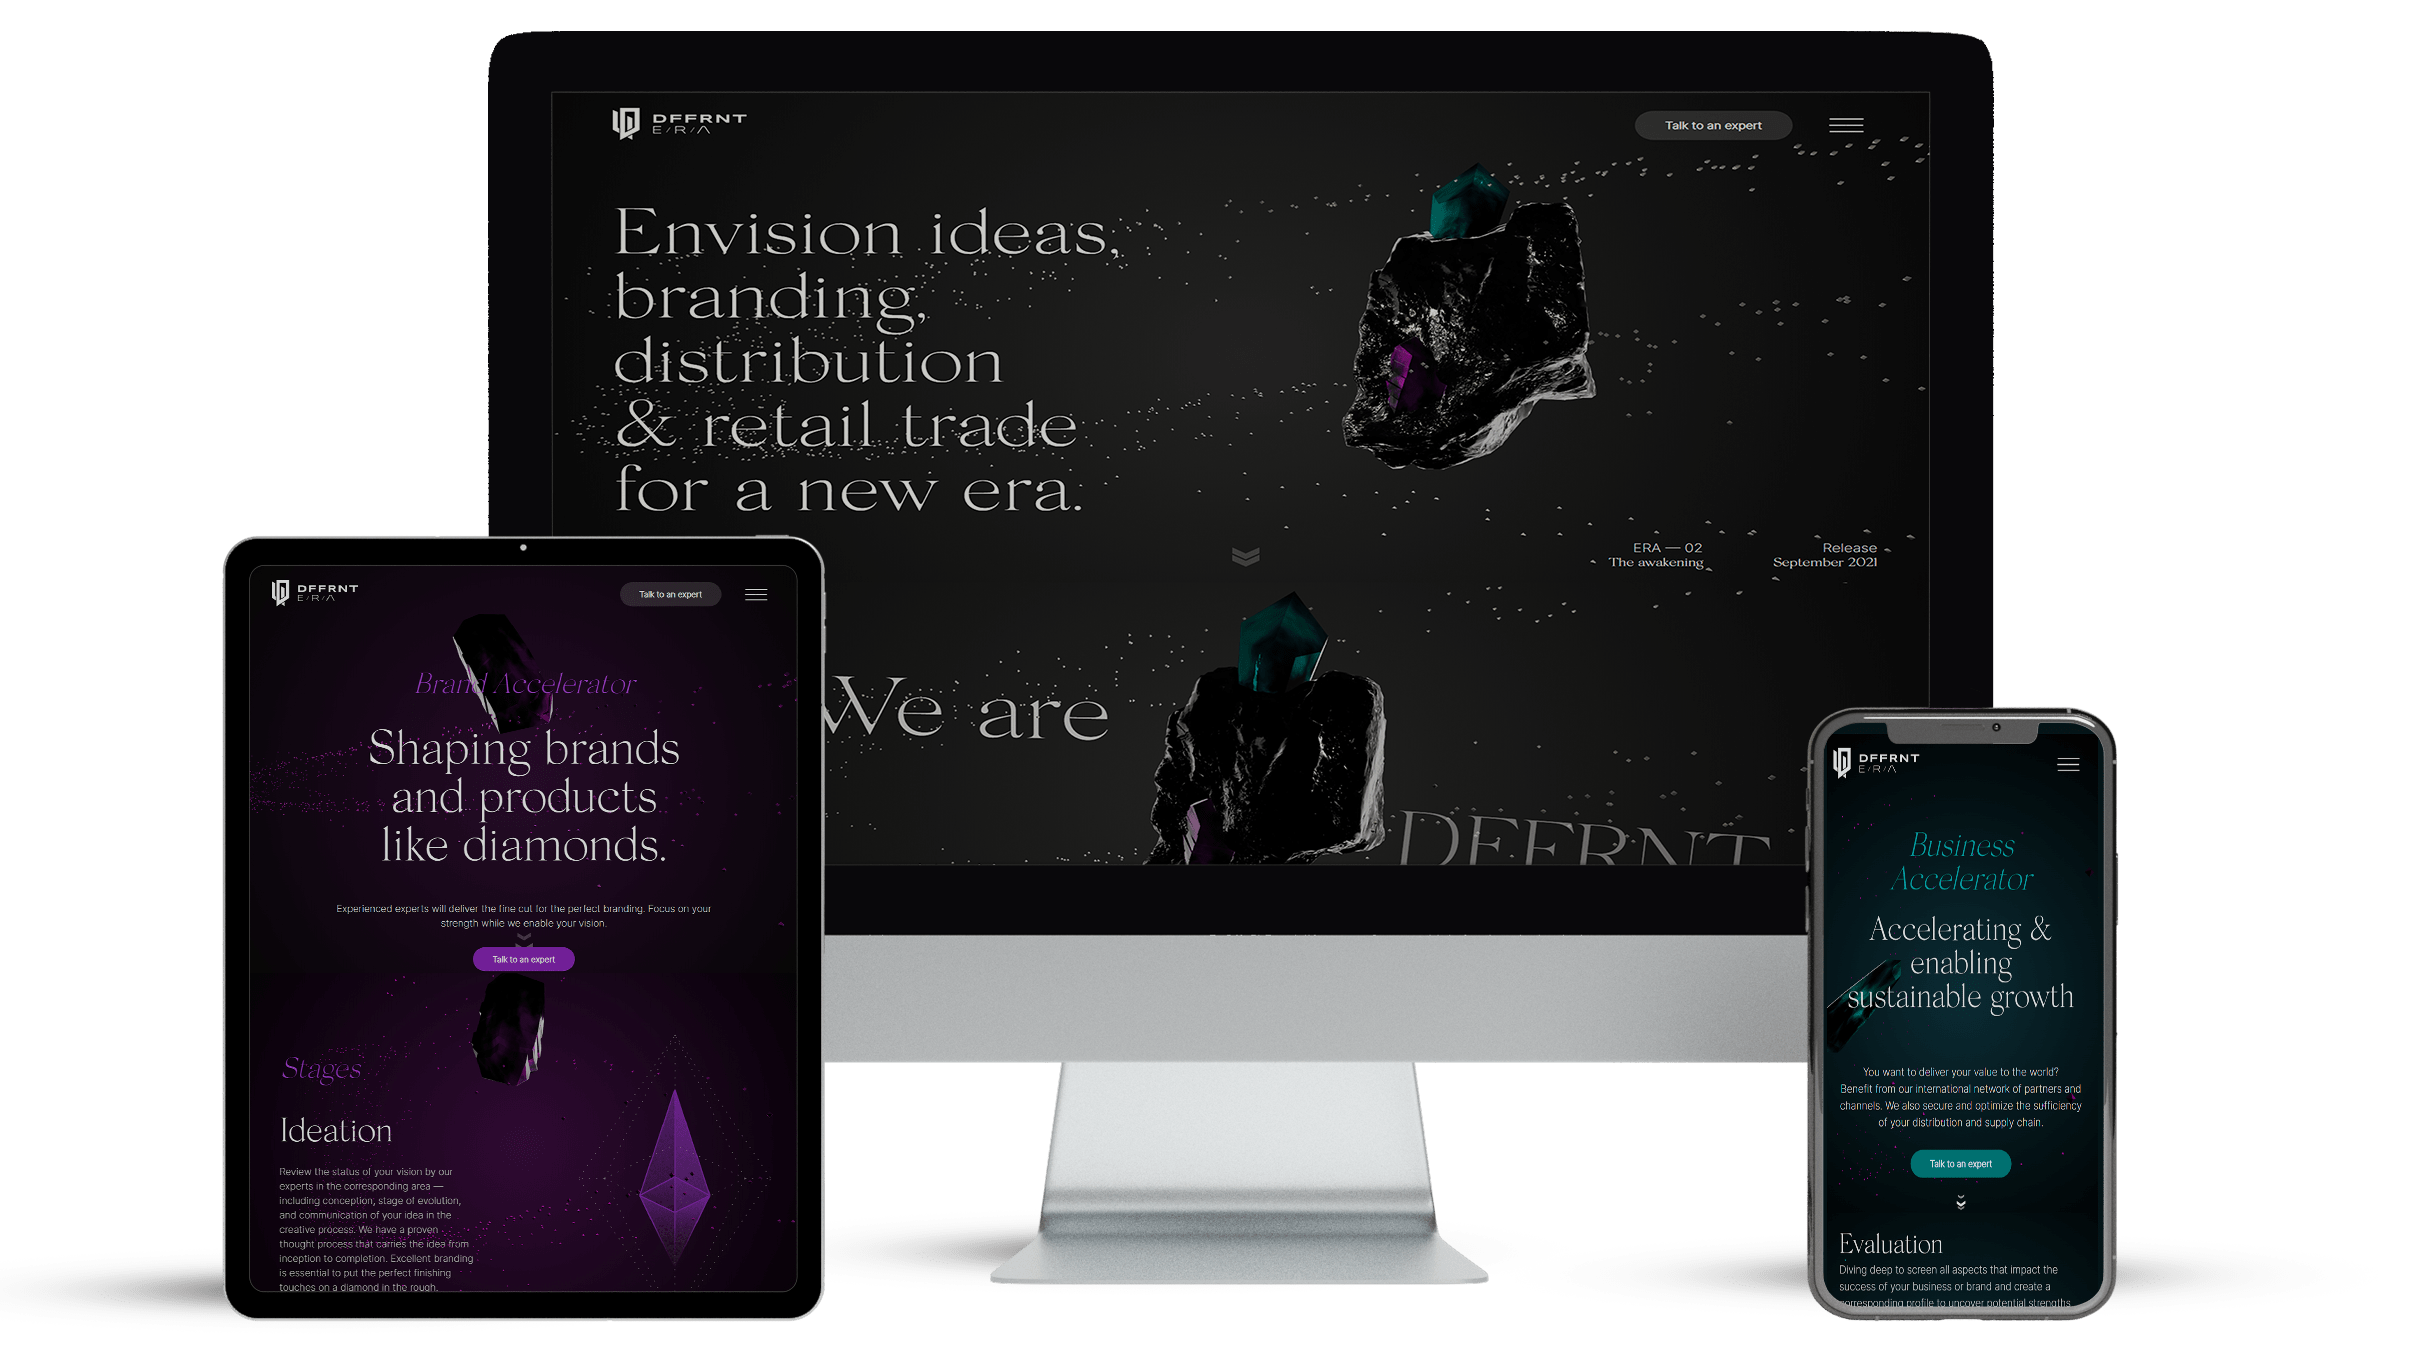 DFFRNT
E/R/A
Talk to an expert
Envision ideas,
branding,
distribution
& retail trade
for a new era.
ERA — 02
The awakening
Release
September 2021
We are
DFFRNT
DFFRNT
E/R/A
Talk to an expert
Brand Accelerator
Shaping brands
and products
like diamonds.
Experienced experts will deliver the fine cut for the perfect branding. Focus on your
strength while we enable your vision.
Talk to an expert
Stages
Ideation
Review the status of your vision by our
experts in the corresponding area —
including conception, stage of evolution,
and communication of your idea in the
creative process. We have a proven
thought process that carries the idea from
inception to completion. Excellent branding
is essential to put the perfect finishing
touches on a diamond in the rough.
DFFRNT
E/R/A
Business
Accelerator
Accelerating &
enabling
sustainable growth
You want to deliver your value to the world?
Benefit from our international network of partners and
channels. We also secure and optimize the sufficiency
of your distribution and supply chain.
Talk to an expert
Evaluation
Diving deep to screen all aspects that impact the
success of your business or brand and create a
corresponding profile to uncover potential strengths